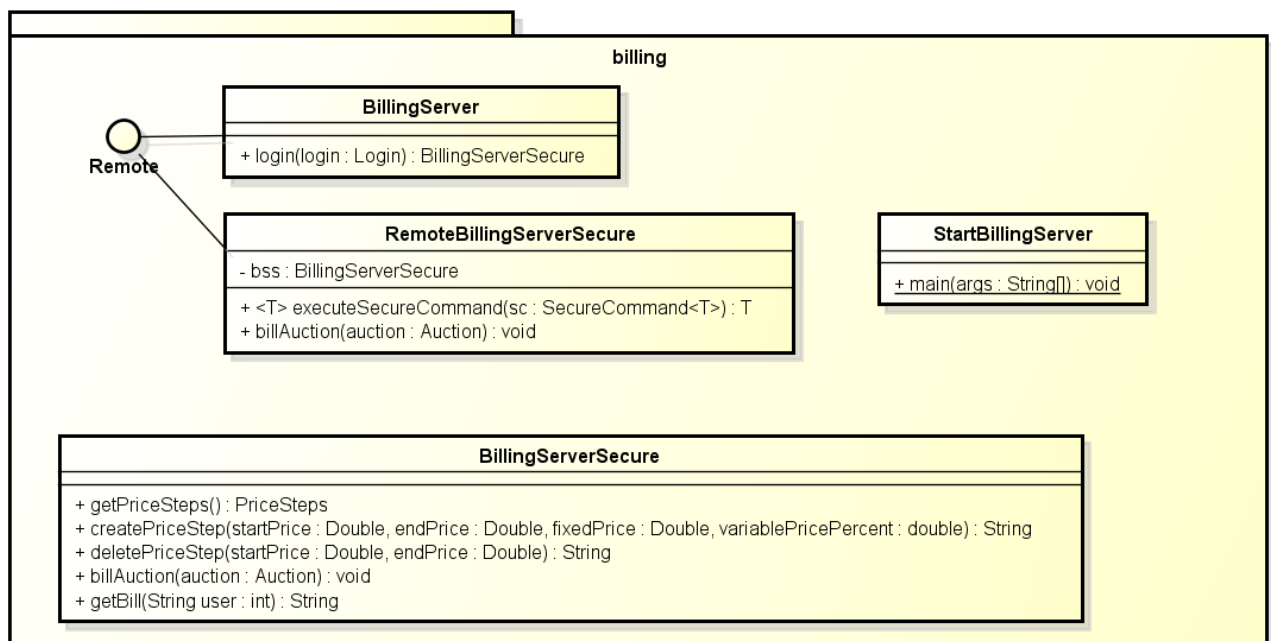 billing
BillingServer
+ login(login : Login) : BillingServerSecure
Remote
RemoteBillingServerSecure
- bss : BillingServerSecure
+ <T> executeSecureCommand(sc : SecureCommand<T>) : T
+ billAuction(auction : Auction) : void
StartBillingServer
+ main(args : String[]) : void
BillingServerSecure
+ getPriceSteps() : PriceSteps
+ createPriceStep(startPrice : Double, endPrice : Double, fixedPrice : Double, variablePricePercent : double) : String
+ deletePriceStep(startPrice : Double, endPrice : Double) : String
+ billAuction(auction : Auction) : void
+ getBill(String user : int) : String